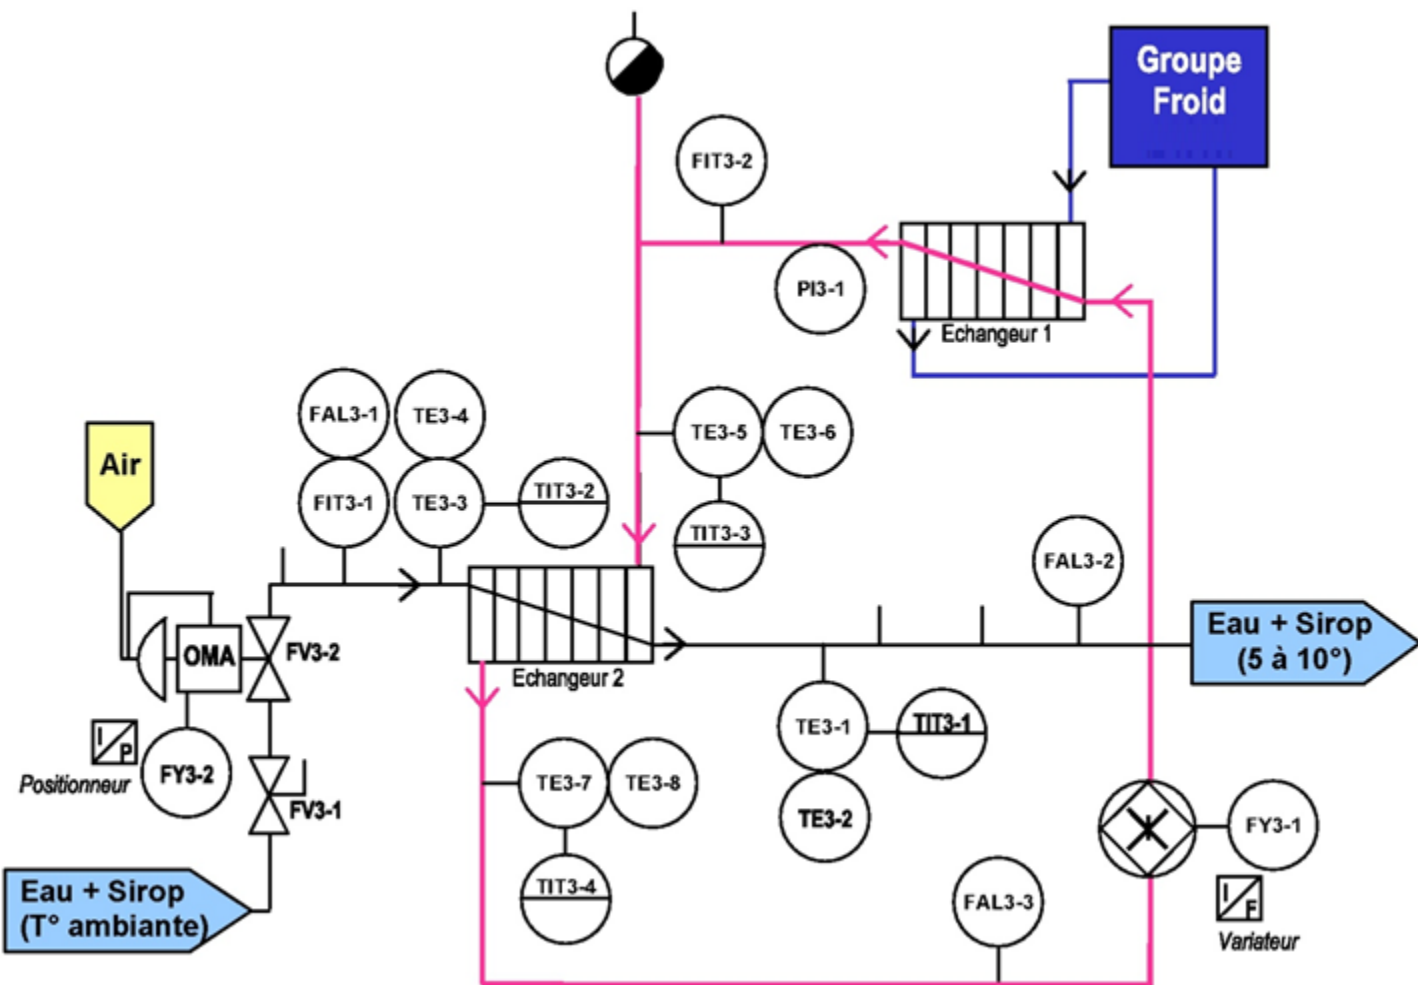 Groupe
Froid
FIT3-2
PI3-1
Echangeur 1
FAL3-1
TE3-4
TE3-5
TE3-6
Air
FIT3-1
TE3-3
TIT3-2
TIT3-3
FAL3-2
OMA
FV3-2
Echangeur 2
Eau + Sirop
(5 à 10°)
I/P
Positionneur
FY3-2
FV3-1
TE3-1
TIT3-1
TE3-7
TE3-8
TE3-2
FY3-1
Eau + Sirop
(T° ambiante)
TIT3-4
FAL3-3
I/F
Variateur